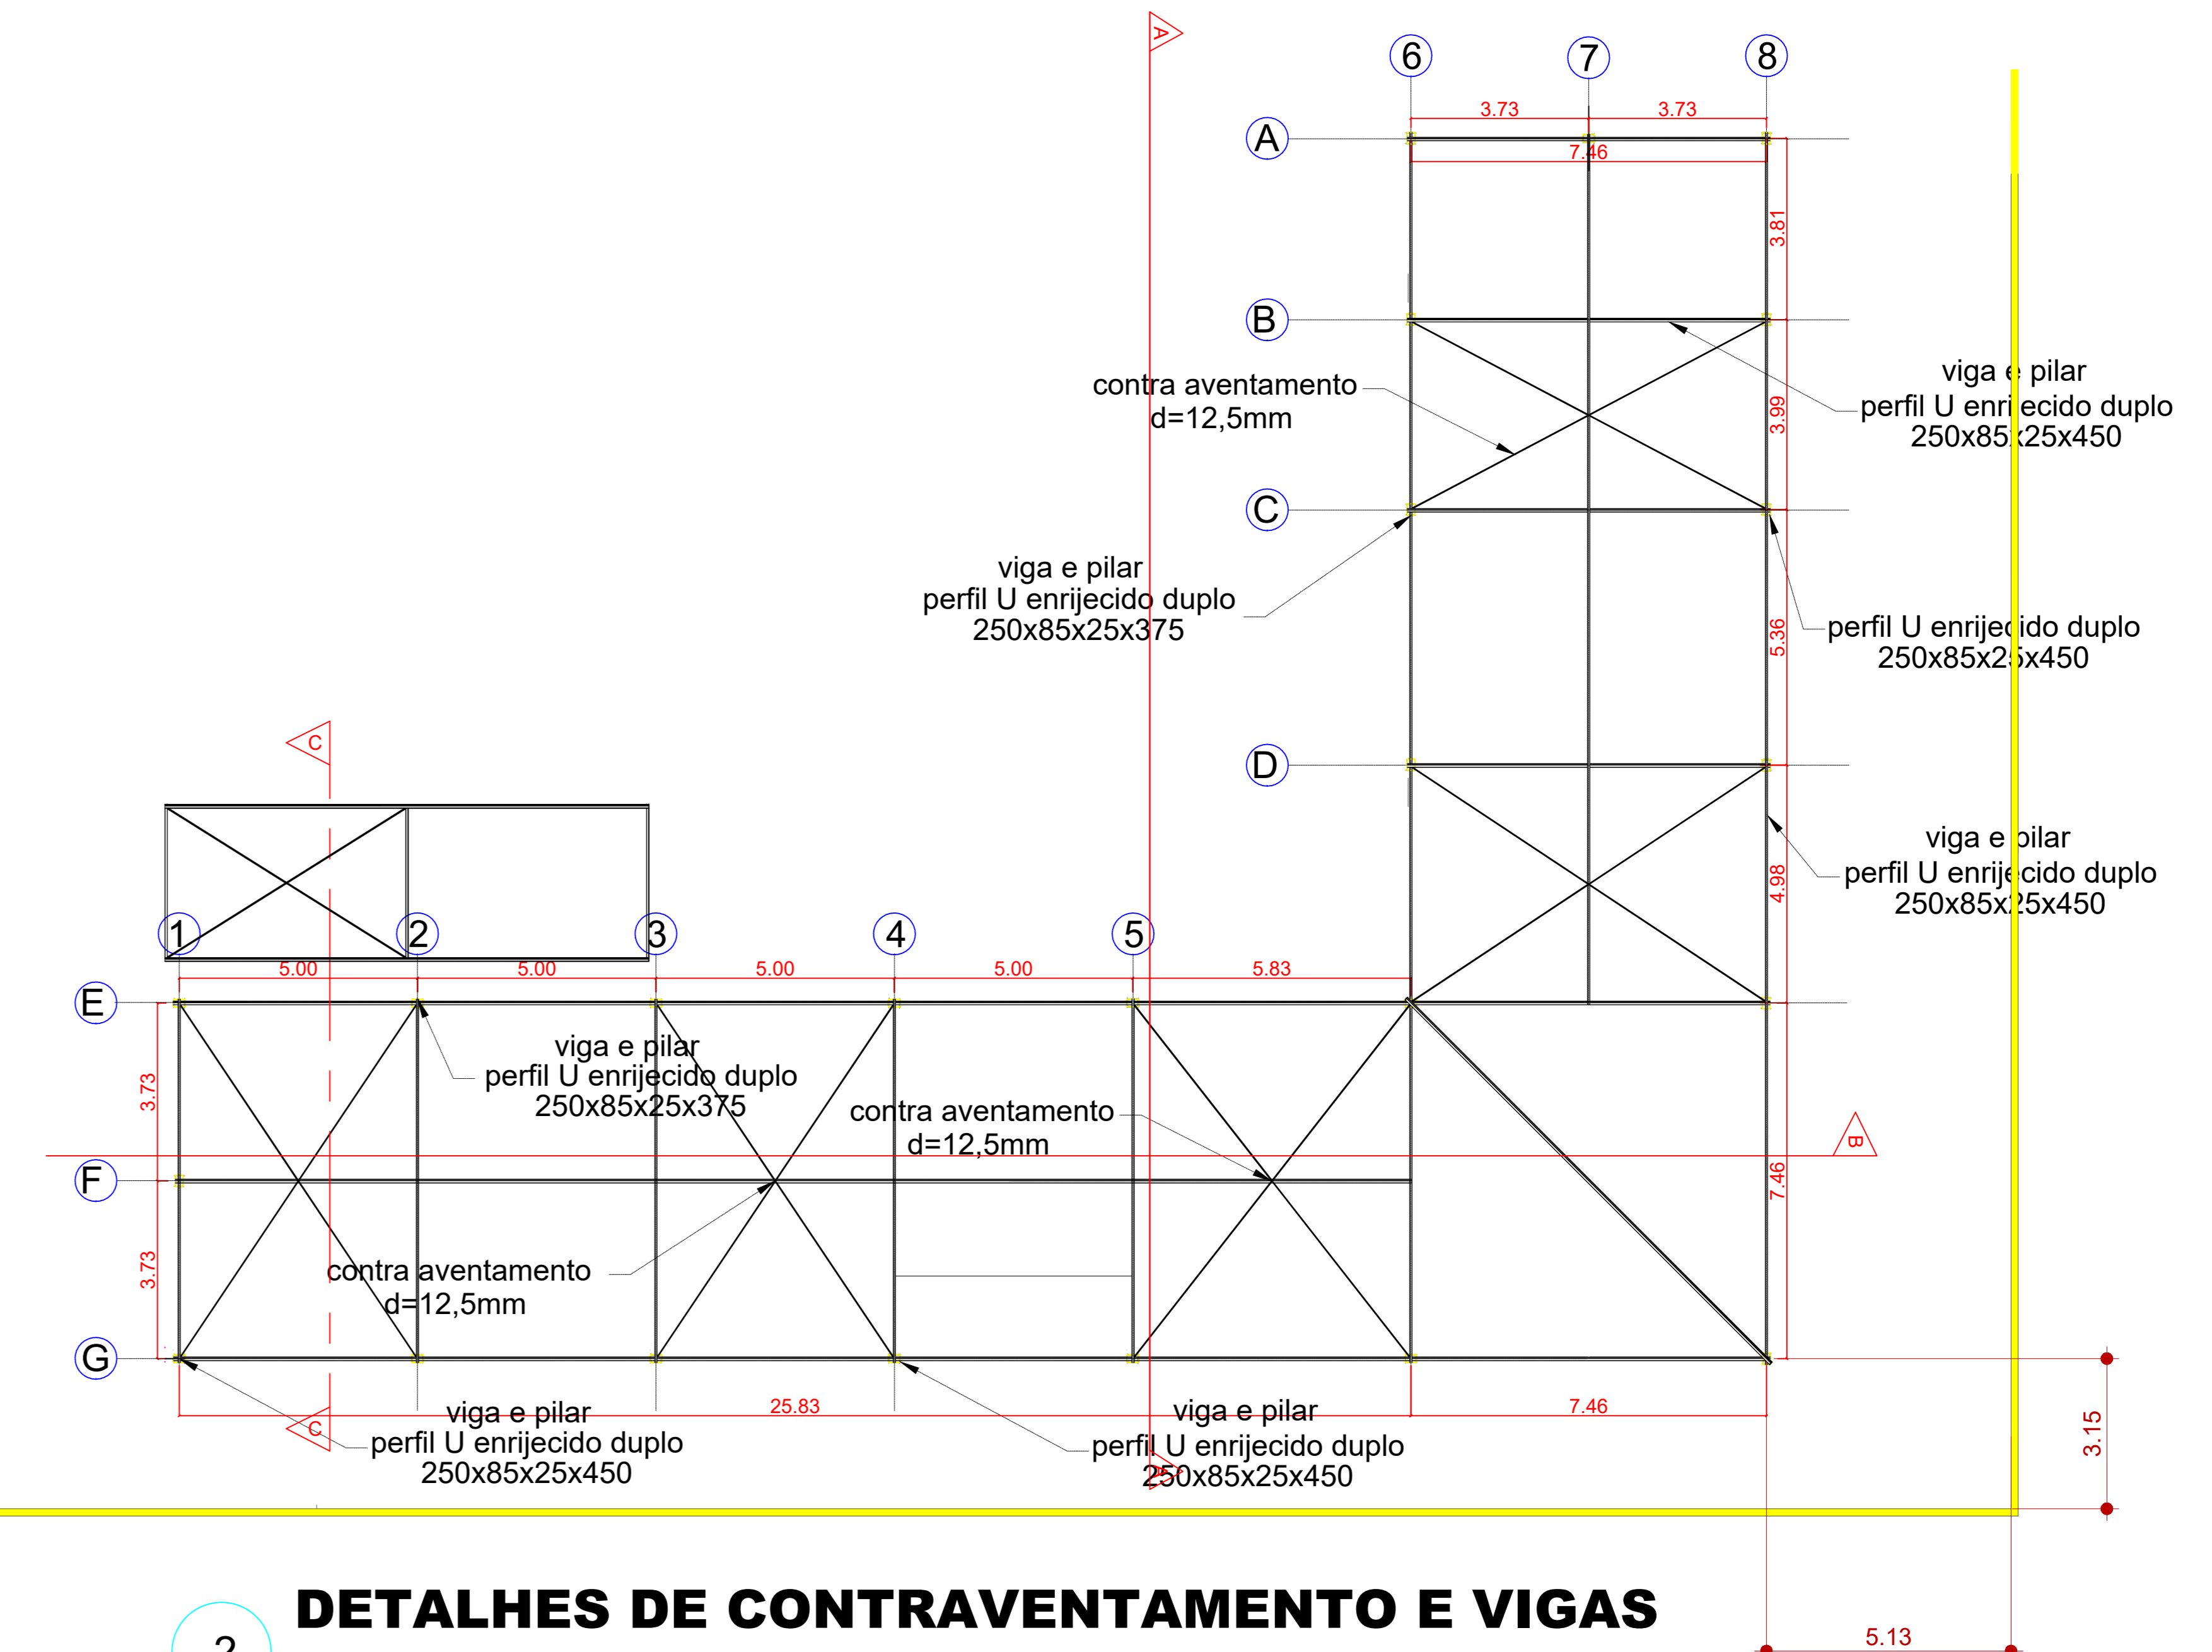 A
6
7
8
3.73
3.73
A
7.46
3.81
B
contra aventamento
d=12,5mm
3.99
viga e pilar
perfil U enrijecido duplo
250x85x25x450
C
viga e pilar
perfil U enrijecido duplo
250x85x25x375
5.36
perfil U enrijecido duplo
250x85x25x450
C
D
viga e pilar
perfil U enrijecido duplo
250x85x25x450
4.98
1
2
3
4
5
5.00
5.00
5.00
5.00
5.83
E
viga e pilar
perfil U enrijecido duplo
250x85x25x375
3.73
contra aventamento
d=12,5mm
B
F
7.46
3.73
contra aventamento
d=12,5mm
G
25.83
7.46
C
viga e pilar
perfil U enrijecido duplo
250x85x25x450
viga e pilar
perfil U enrijecido duplo
250x85x25x450
A
3.15
DETALHES DE CONTRAVENTAMENTO E VIGAS
2
5.13